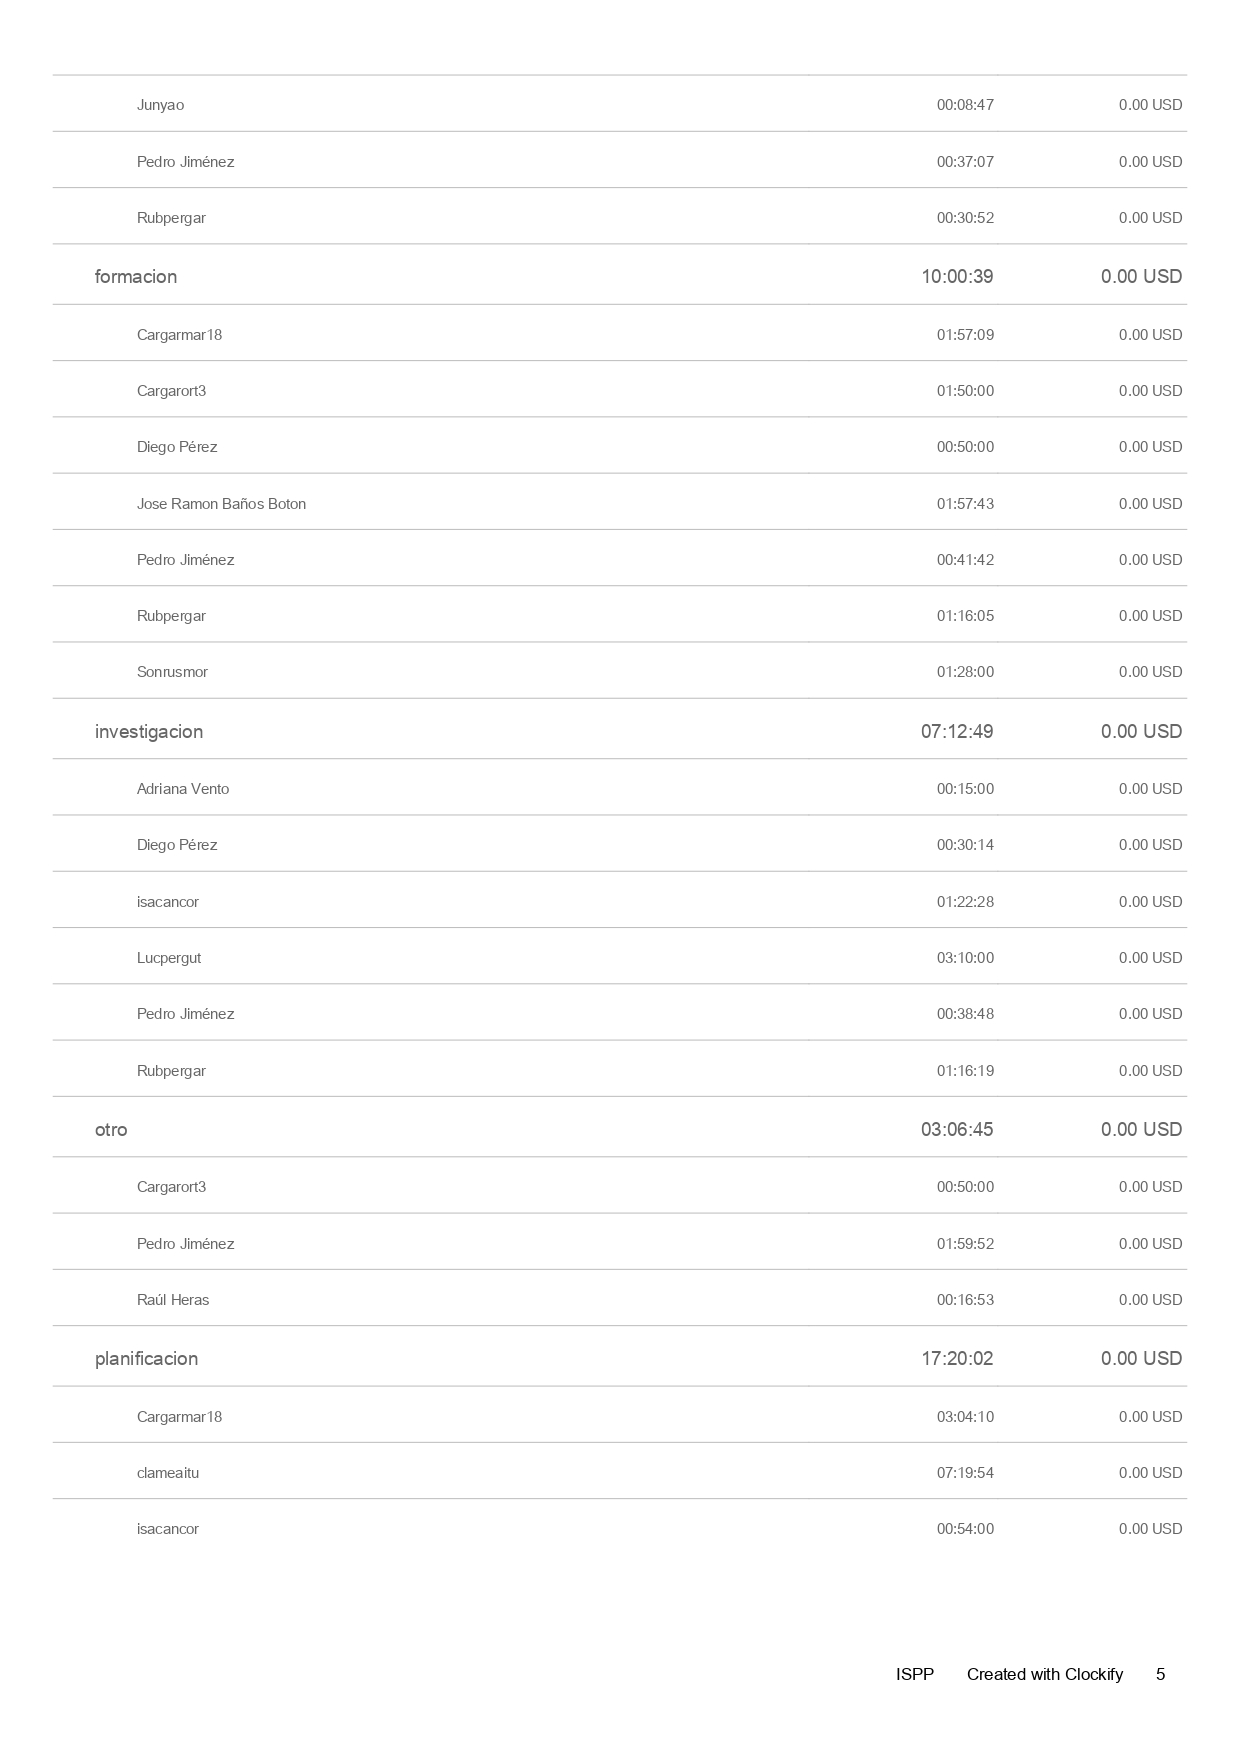 Junyao 00:08:47 0.00 USD
Pedro Jiménez 00:37:07 0.00 USD
Rubpergar 00:30:52 0.00 USD
formacion 10:00:39 0.00 USD
Cargarmar18 01:57:09 0.00 USD
Cargarort3 01:50:00 0.00 USD
Diego Pérez 00:50:00 0.00 USD
Jose Ramon Baños Boton 01:57:43 0.00 USD
Pedro Jiménez 00:41:42 0.00 USD
Rubpergar 01:16:05 0.00 USD
Sonrusmor 01:28:00 0.00 USD
investigacion 07:12:49 0.00 USD
Adriana Vento 00:15:00 0.00 USD
Diego Pérez 00:30:14 0.00 USD
isacancor 01:22:28 0.00 USD
Lucpergut 03:10:00 0.00 USD
Pedro Jiménez 00:38:48 0.00 USD
Rubpergar 01:16:19 0.00 USD
otro 03:06:45 0.00 USD
Cargarort3 00:50:00 0.00 USD
Pedro Jiménez 01:59:52 0.00 USD
Raúl Heras 00:16:53 0.00 USD
planificacion 17:20:02 0.00 USD
Cargarmar18 03:04:10 0.00 USD
clameaitu 07:19:54 0.00 USD
isacancor 00:54:00 0.00 USD
ISPP Created with Clockify 5